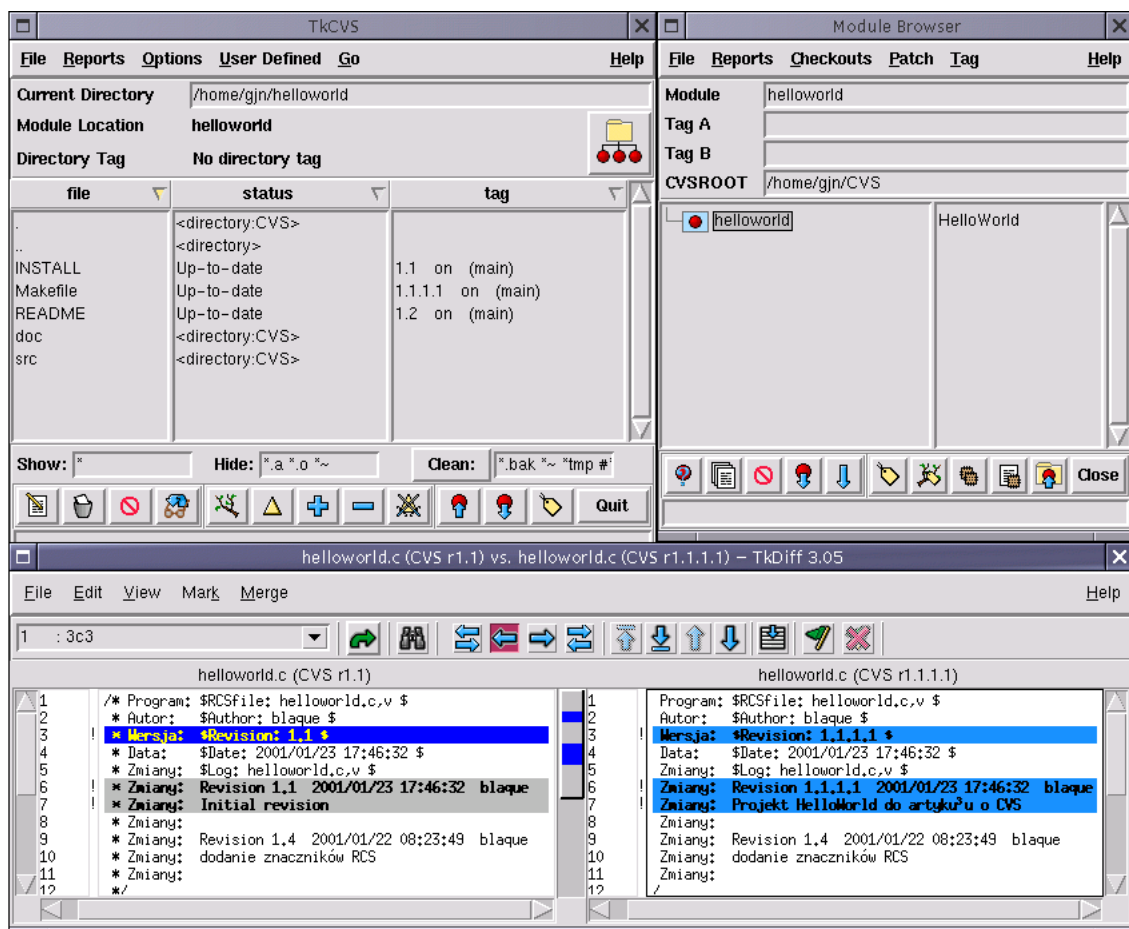 TkCVS
File Reports Options User Defined Go Help
Current Directory /home/gjn/helloworld
Module Location helloworld
Directory Tag No directory tag
file status tag
. <directory:CVS>
.. <directory>
INSTALL Up-to-date 1.1 on (main)
Makefile Up-to-date 1.1.1.1 on (main)
README Up-to-date 1.2 on (main)
doc <directory:CVS>
src <directory:CVS>
Show: * Hide: *.a *.o *~ Clean: *.bak *~ *tmp #*
Quit
Module Browser
File Reports Checkouts Patch Tag Help
Module helloworld
Tag A
Tag B
CVSROOT /home/gjn/CVS
helloworld HelloWorld
Close
helloworld.c (CVS r1.1) vs. helloworld.c (CVS r1.1.1.1) – TkDiff 3.05
File Edit View Mark Merge Help
1 : 3c3
helloworld.c (CVS r1.1)
1 /* Program: $RCSfile: helloworld.c,v $
2 * Autor: $Author: blaque $
3 ! * Wersja: $Revision: 1.1 $
4 * Data: $Date: 2001/01/23 17:46:32 $
5 * Zmiany: $Log: helloworld.c,v $
6 ! * Zmiany: Revision 1.1 2001/01/23 17:46:32 blaque
7 ! * Zmiany: Initial revision
8 * Zmiany:
9 * Zmiany: Revision 1.4 2001/01/22 08:23:49 blaque
10 * Zmiany: dodanie znaczników RCS
11 * Zmiany:
12 */
helloworld.c (CVS r1.1.1.1)
1 Program: $RCSfile: helloworld.c,v $
2 Autor: $Author: blaque $
3 ! Wersja: $Revision: 1.1.1.1 $
4 Data: $Date: 2001/01/23 17:46:32 $
5 Zmiany: $Log: helloworld.c,v $
6 ! Zmiany: Revision 1.1.1.1 2001/01/23 17:46:32 blaque
7 ! Zmiany: Projekt HelloWorld do artyku³u o CVS
8 Zmiany:
9 Zmiany: Revision 1.4 2001/01/22 08:23:49 blaque
10 Zmiany: dodanie znaczników RCS
11 Zmiany:
12 /